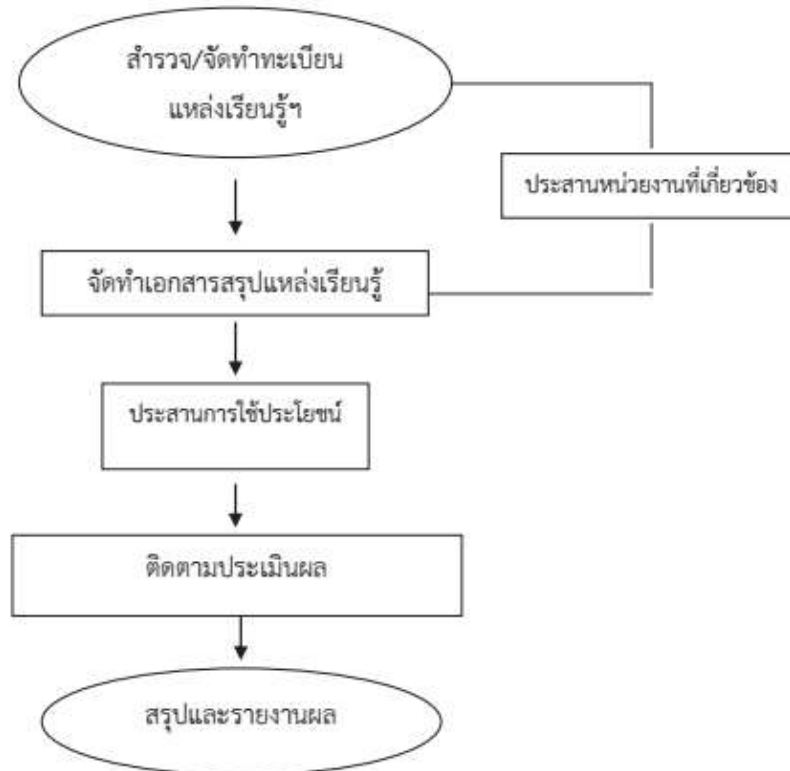 สำรวจ/จัดทำทะเบียน
แหล่งเรียนรู้ฯ
ประสานหน่วยงานที่เกี่ยวข้อง
จัดทำเอกสารสรุปแหล่งเรียนรู้
ประสานการใช้ประโยชน์
ติดตามประเมินผล
สรุปและรายงานผล